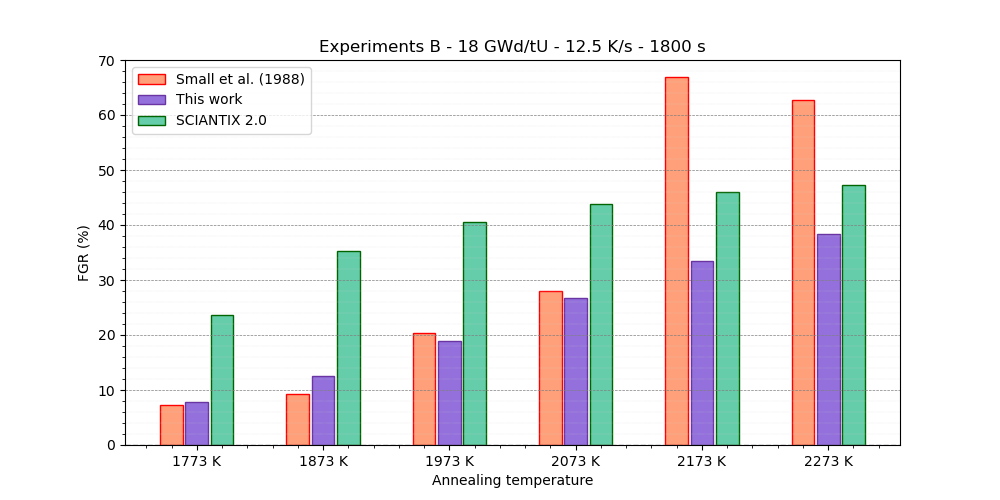 Experiments B - 18 GWd/tU - 12.5 K/s - 1800 s
Small et al. (1988)
This work
SCIANTIX 2.0
FGR (%)
70
60
50
40
30
20
10
0
1773 K
1873 K
1973 K
2073 K
2173 K
2273 K
Annealing temperature